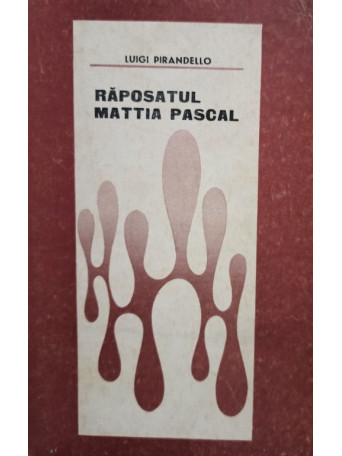 LUIGI PIRANDELLO
RĂPOSATUL
MATTIA PASCAL